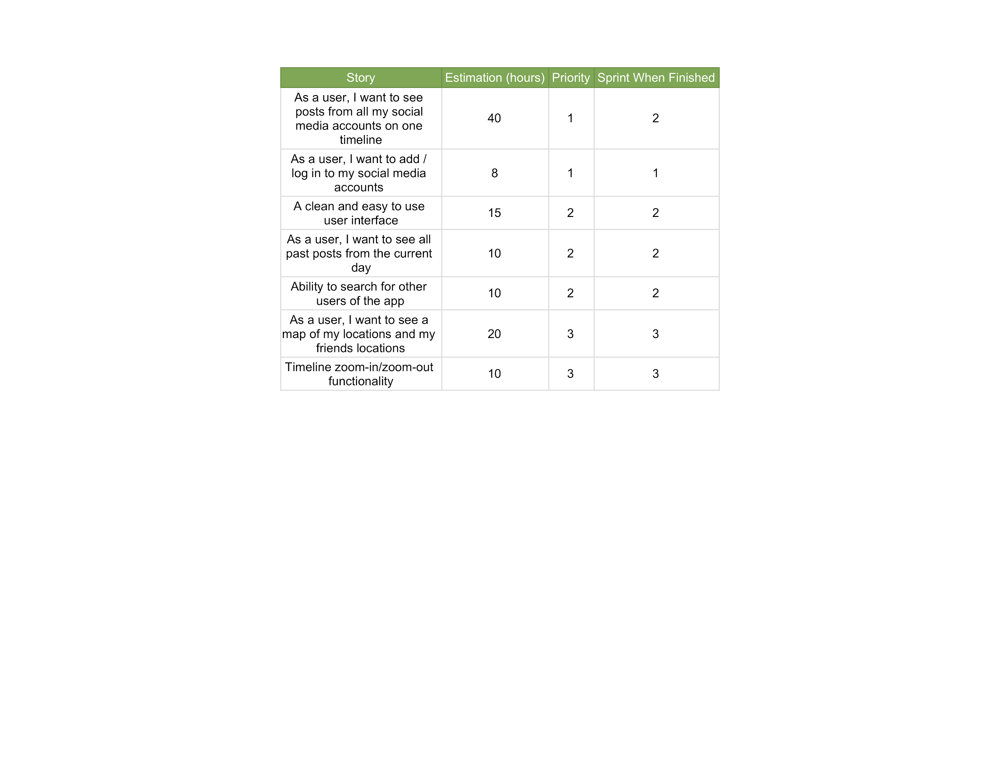 Story Estimation (hours) Priority Sprint When Finished
As a user, I want to see
posts from all my social
media accounts on one
timeline
40 1 2
As a user, I want to add /
log in to my social media
accounts
8 1 1
A clean and easy to use
user interface
15 2 2
As a user, I want to see all
past posts from the current
day
10 2 2
Ability to search for other
users of the app
10 2 2
As a user, I want to see a
map of my locations and my
friends locations
20 3 3
Timeline zoom-in/zoom-out
functionality
10 3 3